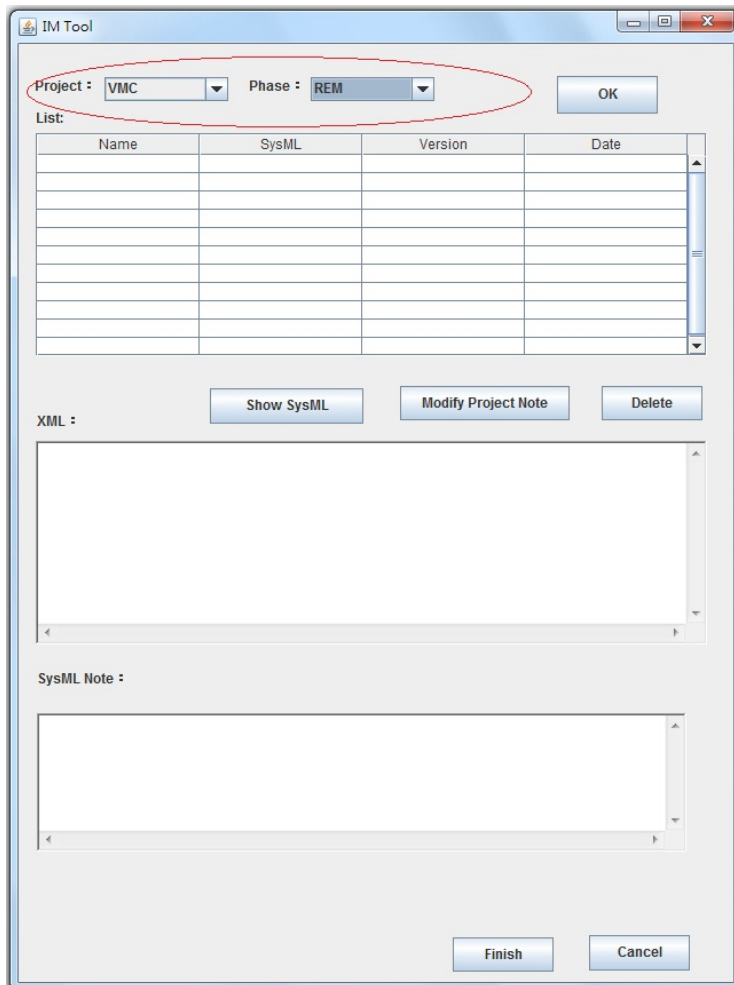 IM Tool
Project： VMC Phase： REM OK
List:
Name SysML Version Date
Show SysML Modify Project Note Delete
XML：
SysML Note：
Finish Cancel